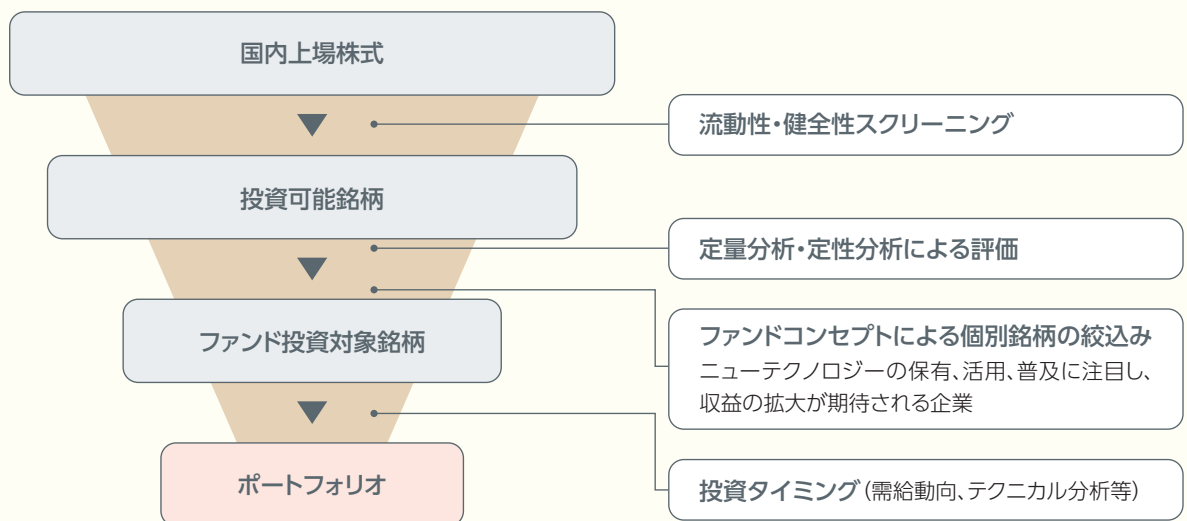 国内上場株式
流動性・健全性スクリーニング
投資可能銘柄
定量分析・定性分析による評価
ファンド投資対象銘柄
ファンドコンセプトによる個別銘柄の絞込み
ニューテクノロジーの保有、活用、普及に注目し、
収益の拡大が期待される企業
ポートフォリオ
投資タイミング(需給動向、テクニカル分析等)